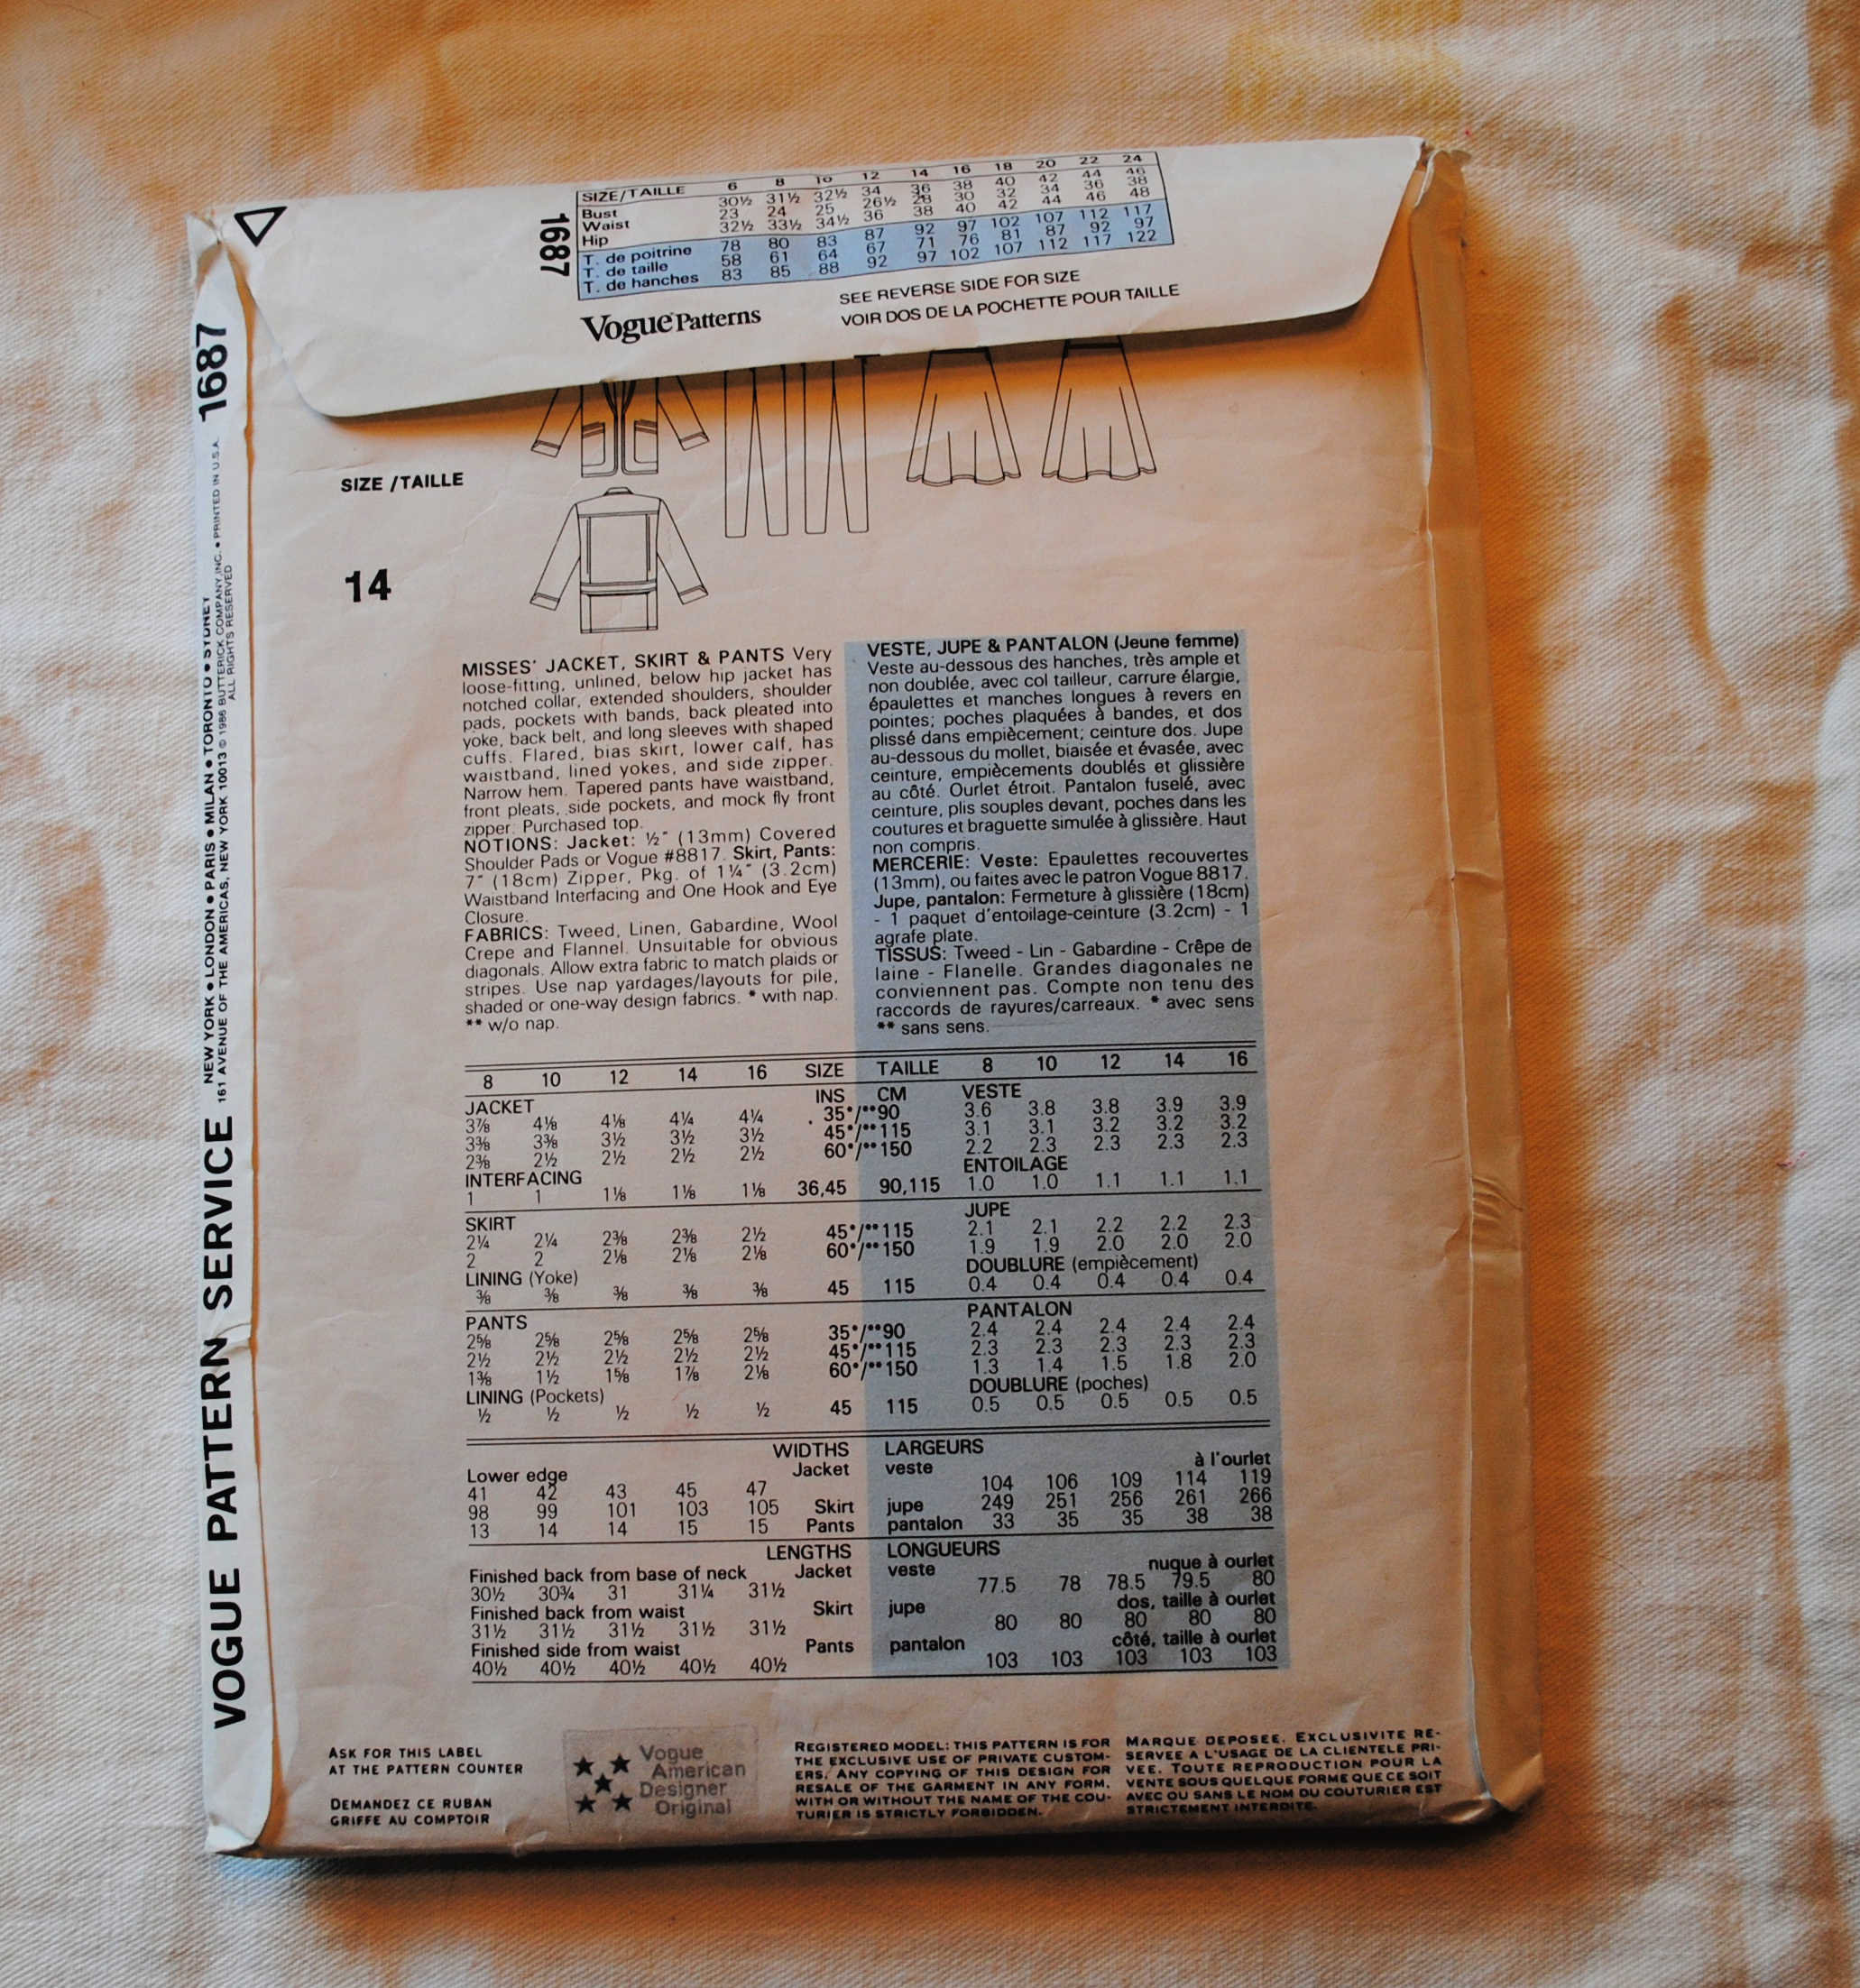 SIZE/TAILLE 6 8 10 12 14 16 18 20 22 24
Bust 30½ 31½ 32½ 34 36 38 40 42 44 46
Waist 23 24 25 26½ 28 30 32 34 36 38
Hip 32½ 33½ 34½ 36 38 40 42 44 46 48
T. de poitrine 78 80 83 87 92 97 102 107 112 117
T. de taille 58 61 64 67 71 76 81 87 92 97
T. de hanches 83 85 88 92 97 102 107 112 117 122
1687
Vogue Patterns
SEE REVERSE SIDE FOR SIZE
VOIR DOS DE LA POCHETTE POUR TAILLE
VOGUE PATTERN SERVICE
NEW YORK • LONDON • PARIS • MILAN • TORONTO • SYDNEY
161 AVENUE OF THE AMERICAS, NEW YORK 10013 © 1986 BUTTERICK COMPANY, INC. • PRINTED IN U.S.A.
ALL RIGHTS RESERVED
1687
SIZE /TAILLE
14
MISSES' JACKET, SKIRT & PANTS Very
loose-fitting, unlined, below hip jacket has
notched collar, extended shoulders, shoulder
pads, pockets with bands, back pleated into
yoke, back belt, and long sleeves with shaped
cuffs. Flared, bias skirt, lower calf, has
waistband, lined yokes, and side zipper.
Narrow hem. Tapered pants have waistband,
front pleats, side pockets, and mock fly front
zipper. Purchased top.
NOTIONS: Jacket: ½" (13mm) Covered
Shoulder Pads or Vogue #8817. Skirt, Pants:
7" (18cm) Zipper, Pkg. of 1¼" (3.2cm)
Waistband Interfacing and One Hook and Eye
Closure.
FABRICS: Tweed, Linen, Gabardine, Wool
Crepe and Flannel. Unsuitable for obvious
diagonals. Allow extra fabric to match plaids or
stripes. Use nap yardages/layouts for pile,
shaded or one-way design fabrics. * with nap.
** w/o nap.
VESTE, JUPE & PANTALON (Jeune femme)
Veste au-dessous des hanches, très ample et
non doublée, avec col tailleur, carrure élargie,
épaulettes et manches longues à revers en
pointes; poches plaquées à bandes, et dos
plissé dans empiècement; ceinture dos. Jupe
au-dessous du mollet, biaisée et évasée, avec
ceinture, empiècements doublés et glissière
au côté. Ourlet étroit. Pantalon fuselé, avec
ceinture, plis souples devant, poches dans les
coutures et braguette simulée à glissière. Haut
non compris.
MERCERIE: Veste: Epaulettes recouvertes
(13mm), ou faites avec le patron Vogue 8817.
Jupe, pantalon: Fermeture à glissière (18cm)
- 1 paquet d'entoilage-ceinture (3.2cm) - 1
agrafe plate.
TISSUS: Tweed - Lin - Gabardine - Crêpe de
laine - Flanelle. Grandes diagonales ne
conviennent pas. Compte non tenu des
raccords de rayures/carreaux. * avec sens
** sans sens.
8 10 12 14 16 SIZE TAILLE 8 10 12 14 16
JACKET INS CM VESTE
3⅞ 4⅛ 4⅛ 4¼ 4¼ 35*/**90 3.6 3.8 3.8 3.9 3.9
3⅜ 3⅜ 3½ 3½ 3½ 45*/**115 3.1 3.1 3.2 3.2 3.2
2⅜ 2½ 2½ 2½ 2½ 60*/**150 2.2 2.3 2.3 2.3 2.3
INTERFACING ENTOILAGE
1 1 1⅛ 1⅛ 1⅛ 36,45 90,115 1.0 1.0 1.1 1.1 1.1
SKIRT JUPE
2¼ 2¼ 2⅜ 2⅜ 2½ 45*/**115 2.1 2.1 2.2 2.2 2.3
2 2 2⅛ 2⅛ 2⅛ 60*/**150 1.9 1.9 2.0 2.0 2.0
LINING (Yoke) DOUBLURE (empiècement)
⅜ ⅜ ⅜ ⅜ ⅜ 45 115 0.4 0.4 0.4 0.4 0.4
PANTS PANTALON
2⅝ 2⅝ 2⅝ 2⅝ 2⅝ 35*/**90 2.4 2.4 2.4 2.4 2.4
2½ 2½ 2½ 2½ 2½ 45*/**115 2.3 2.3 2.3 2.3 2.3
1⅜ 1½ 1⅝ 1⅞ 2⅛ 60*/**150 1.3 1.4 1.5 1.8 2.0
LINING (Pockets) DOUBLURE (poches)
½ ½ ½ ½ ½ 45 115 0.5 0.5 0.5 0.5 0.5
WIDTHS LARGEURS
Lower edge Jacket veste à l'ourlet
41 42 43 45 47 104 106 109 114 119
98 99 101 103 105 Skirt jupe 249 251 256 261 266
13 14 14 15 15 Pants pantalon 33 35 35 38 38
LENGTHS LONGUEURS
Finished back from base of neck Jacket veste nuque à ourlet
30½ 30¾ 31 31¼ 31½ 77.5 78 78.5 79.5 80
Finished back from waist Skirt jupe dos, taille à ourlet
31½ 31½ 31½ 31½ 31½ 80 80 80 80 80
Finished side from waist Pants pantalon côté, taille à ourlet
40½ 40½ 40½ 40½ 40½ 103 103 103 103 103
ASK FOR THIS LABEL
AT THE PATTERN COUNTER
DEMANDEZ CE RUBAN
GRIFFE AU COMPTOIR
Vogue
American
Designer
Original
REGISTERED MODEL: THIS PATTERN IS FOR
THE EXCLUSIVE USE OF PRIVATE CUSTOM-
ERS. ANY COPYING OF THIS DESIGN FOR
RESALE OF THE GARMENT IN ANY FORM,
WITH OR WITHOUT THE NAME OF THE COU-
TURIER IS STRICTLY FORBIDDEN.
MARQUE DEPOSEE. EXCLUSIVITE RE-
SERVEE A L'USAGE DE LA CLIENTELE PRI-
VEE. TOUTE REPRODUCTION POUR LA
VENTE SOUS QUELQUE FORME QUE CE SOIT
AVEC OU SANS LE NOM DU COUTURIER EST
STRICTEMENT INTERDITE.